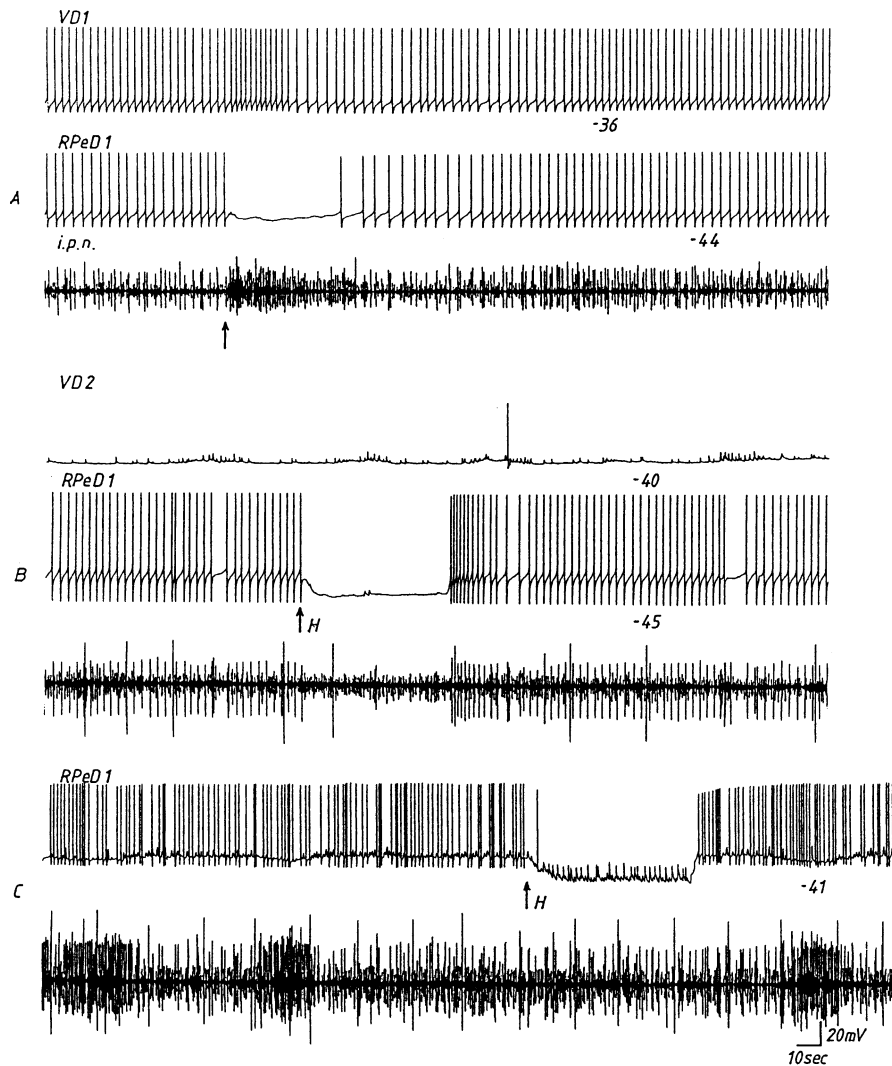 VD1
-36
RPeD1
A
i.p.n.
-44
VD2
-40
RPeD1
B
H
-45
RPeD1
C
H
-41
20mV
10sec